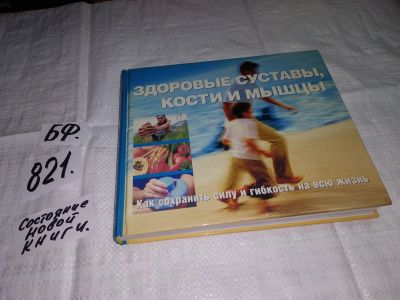 ЗДОРОВЫЕ СУСТАВЫ,
КОСТИ И МЫШЦЫ
Как сохранить силу и гибкость на всю жизнь
БФ.
821.
Состояние
новой
книги.